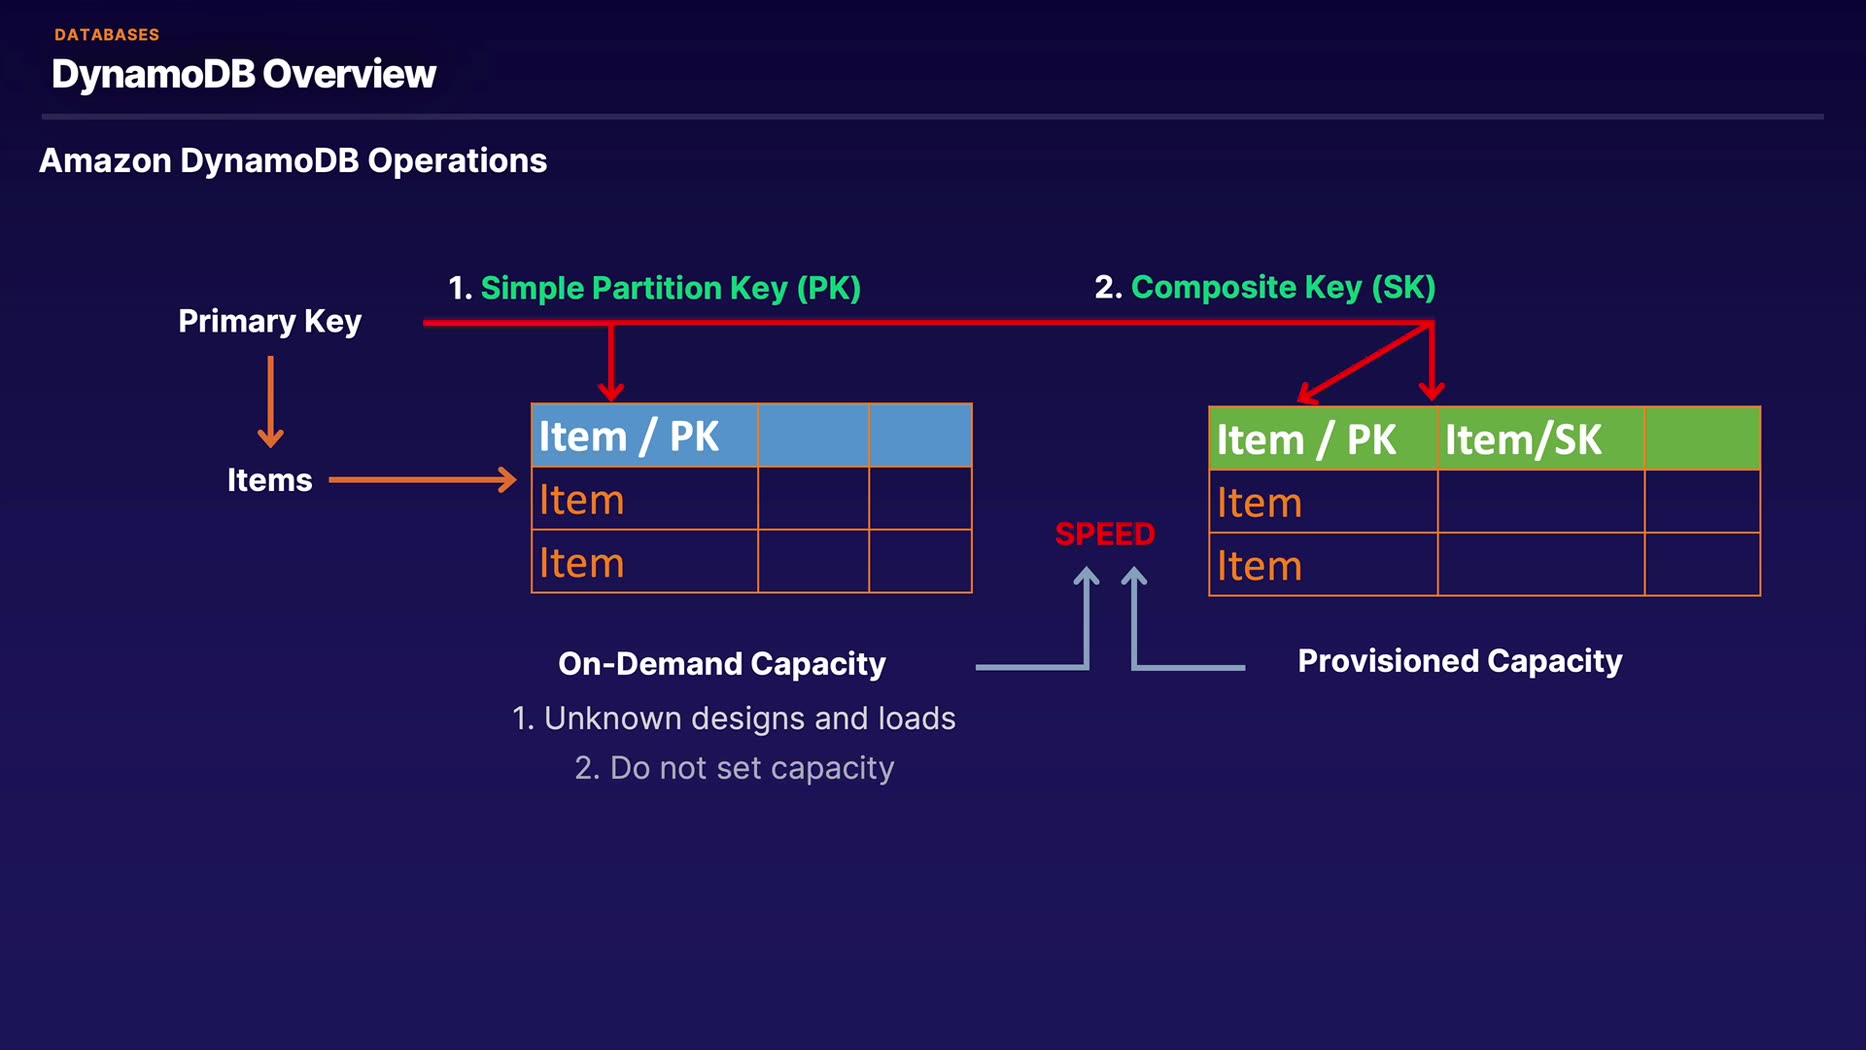 DATABASES
DynamoDB Overview
Amazon DynamoDB Operations
1. Simple Partition Key (PK)
2. Composite Key (SK)
Primary Key
Items
Item / PK
Item
Item
Item / PK Item/SK
Item
Item
SPEED
On-Demand Capacity
1. Unknown designs and loads
2. Do not set capacity
Provisioned Capacity